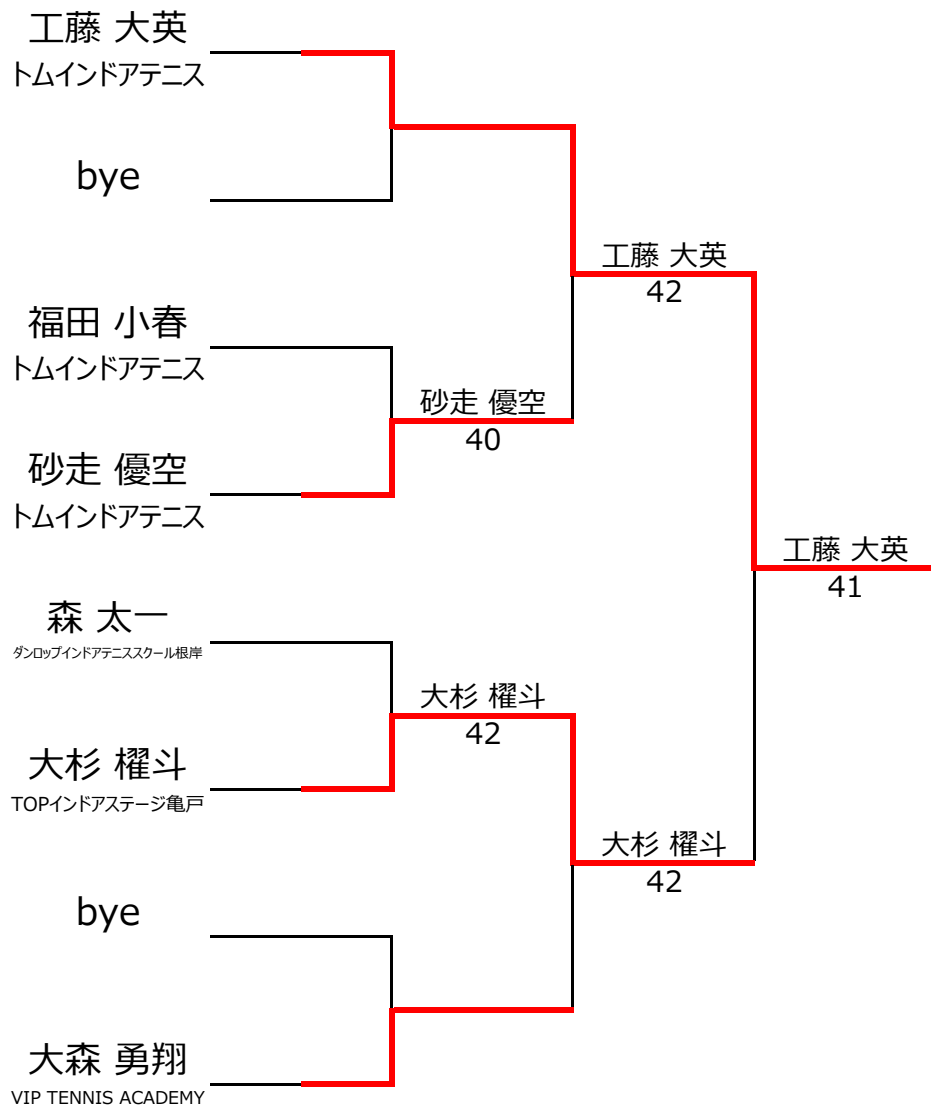 工藤 大英
トムインドアテニス
bye
福田 小春
トムインドアテニス
砂走 優空
トムインドアテニス
森 太一
ダンロップインドアテニススクール根岸
大杉 櫂斗
TOPインドアステージ亀戸
bye
大森 勇翔
VIP TENNIS ACADEMY
砂走 優空
40
大杉 櫂斗
42
工藤 大英
42
大杉 櫂斗
42
工藤 大英
41